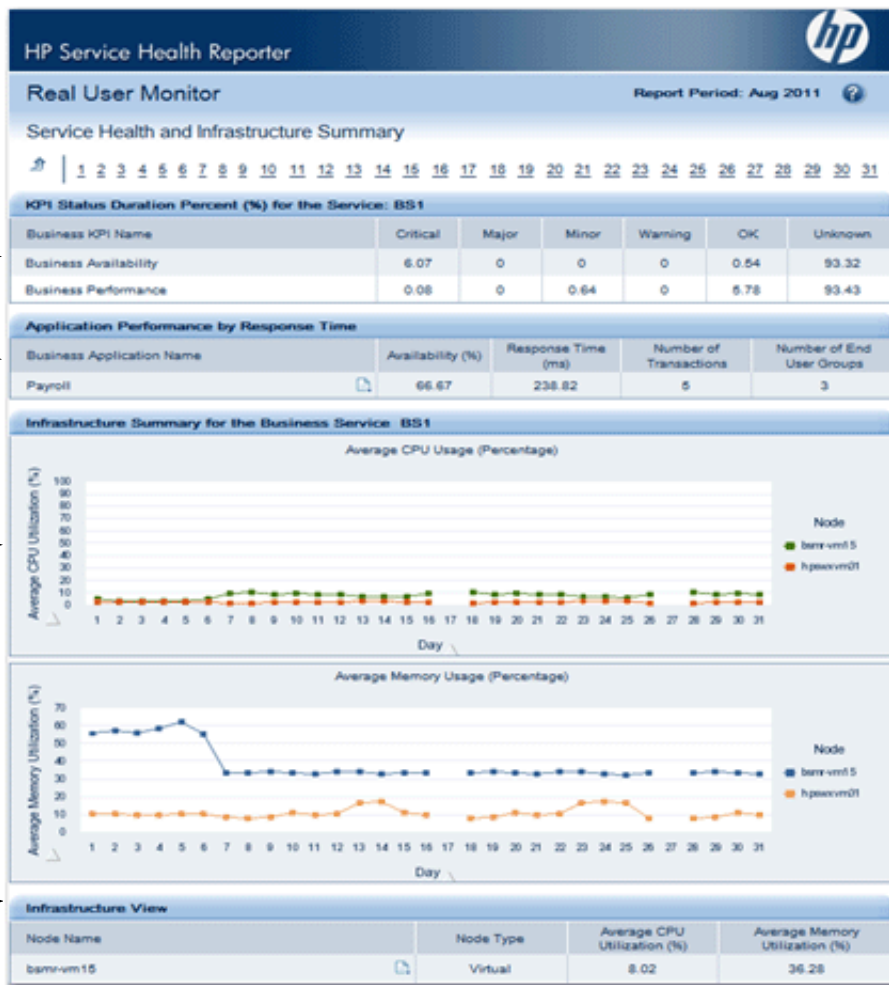 hp
HP Service Health Reporter
Real User Monitor
Report Period: Aug 2011 ?
Service Health and Infrastructure Summary
1 2 3 4 5 6 7 8 9 10 11 12 13 14 15 16 17 18 19 20 21 22 23 24 25 26 27 28 29 30 31
KPI Status Duration Percent (%) for the Service: BS1
Business KPI Name Critical Major Minor Warning OK Unknown
Business Availability 6.07 0 0 0 0.54 93.32
Business Performance 0.08 0 0.64 0 5.78 93.43
Application Performance by Response Time
Business Application Name Availability (%) Response Time (ms) Number of Transactions Number of End User Groups
Payroll 66.67 238.82 5 3
Infrastructure Summary for the Business Service BS1
Average CPU Usage (Percentage)
Average CPU Utilization (%)
100
90
80
70
60
50
40
30
20
10
0
1 2 3 4 5 6 7 8 9 10 11 12 13 14 15 16 17 18 19 20 21 22 23 24 25 26 27 28 29 30 31
Day
Node
bsmr-vm15
Average Memory Usage (Percentage)
Average Memory Utilization (%)
70
60
50
40
30
20
10
0
1 2 3 4 5 6 7 8 9 10 11 12 13 14 15 16 17 18 19 20 21 22 23 24 25 26 27 28 29 30 31
Day
Node
bsmr-vm15
Infrastructure View
Node Name Node Type Average CPU Utilization (%) Average Memory Utilization (%)
bsmr-vm15 Virtual 8.02 36.28